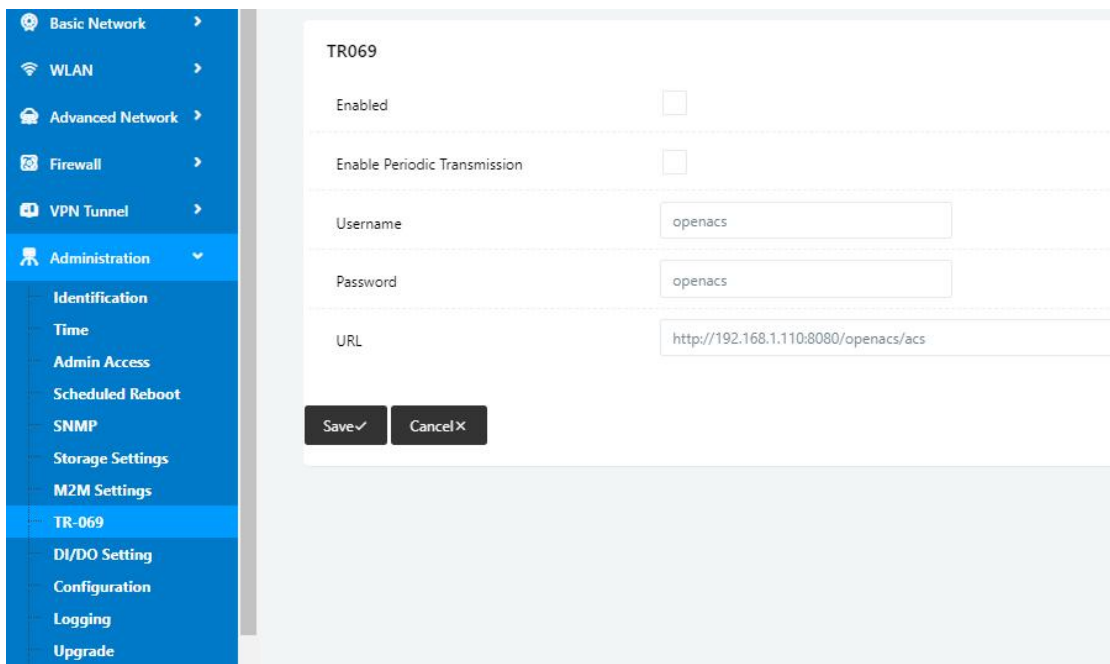 Basic Network
WLAN
Advanced Network
Firewall
VPN Tunnel
Administration
Identification
Time
Admin Access
Scheduled Reboot
SNMP
Storage Settings
M2M Settings
TR-069
DI/DO Setting
Configuration
Logging
Upgrade
TR069
Enabled
Enable Periodic Transmission
Username openacs
Password openacs
URL http://192.168.1.110:8080/openacs/acs
Save Cancel